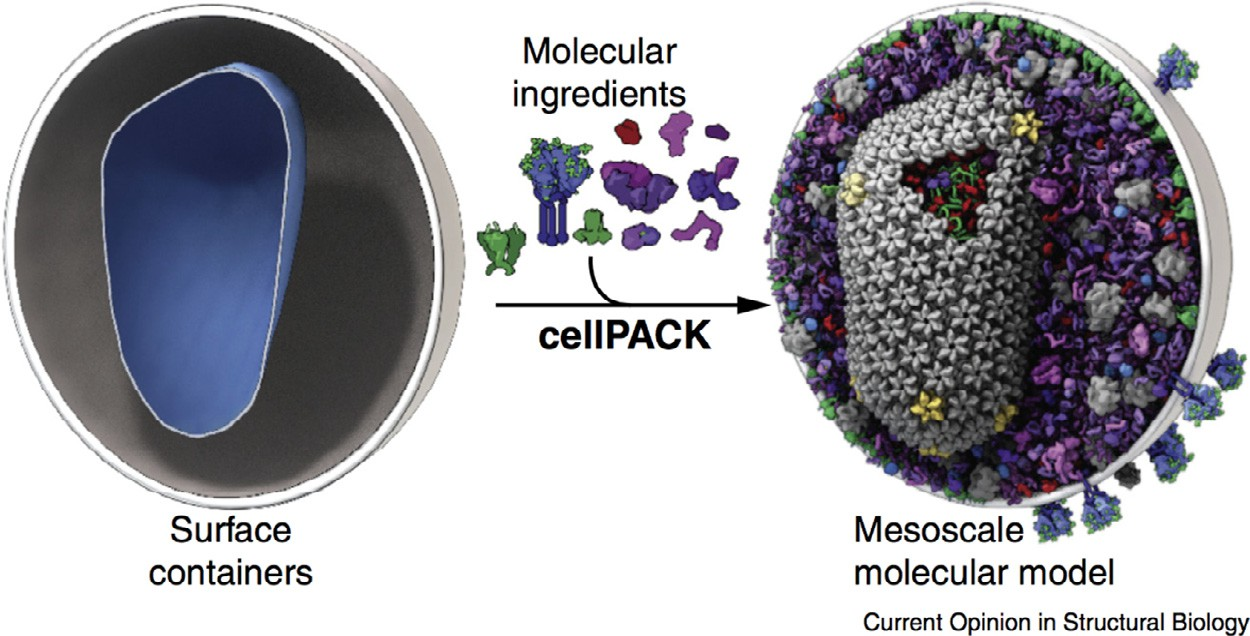 Molecular
ingredients
cellPACK
Surface
containers
Mesoscale
molecular model
Current Opinion in Structural Biology